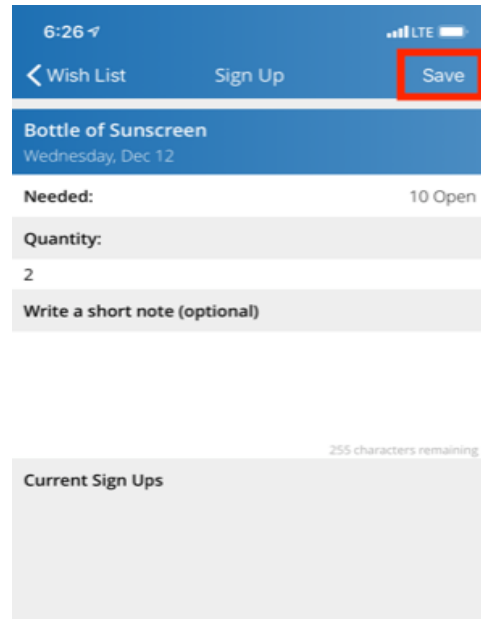 6:26 LTE
Wish List Sign Up Save
Bottle of Sunscreen
Wednesday, Dec 12
Needed: 10 Open
Quantity:
2
Write a short note (optional)
255 characters remaining
Current Sign Ups